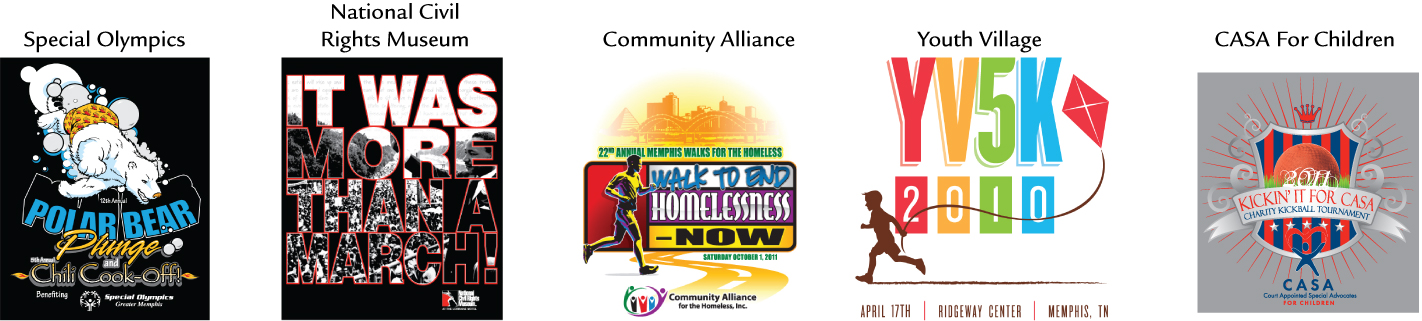 Special Olympics
12th Annual
POLAR BEAR
Plunge
and
5th Annual
Chili Cook-Off!
Benefiting
Special Olympics
Greater Memphis
National Civil
Rights Museum
IT WAS
MORE
THAN A
MARCH!
National
Civil Rights
Museum
Community Alliance
22ND ANNUAL MEMPHIS WALKS FOR THE HOMELESS
WALK TO END
HOMELESSNESS
-NOW
SATURDAY OCTOBER 1, 2011
Community Alliance
for the Homeless, Inc.
Youth Village
YV5K
2010
APRIL 17TH | RIDGEWAY CENTER | MEMPHIS, TN
CASA For Children
2011
KICKIN' IT FOR CASA
CHARITY KICKBALL TOURNAMENT
CASA
Court Appointed Special Advocates
FOR CHILDREN